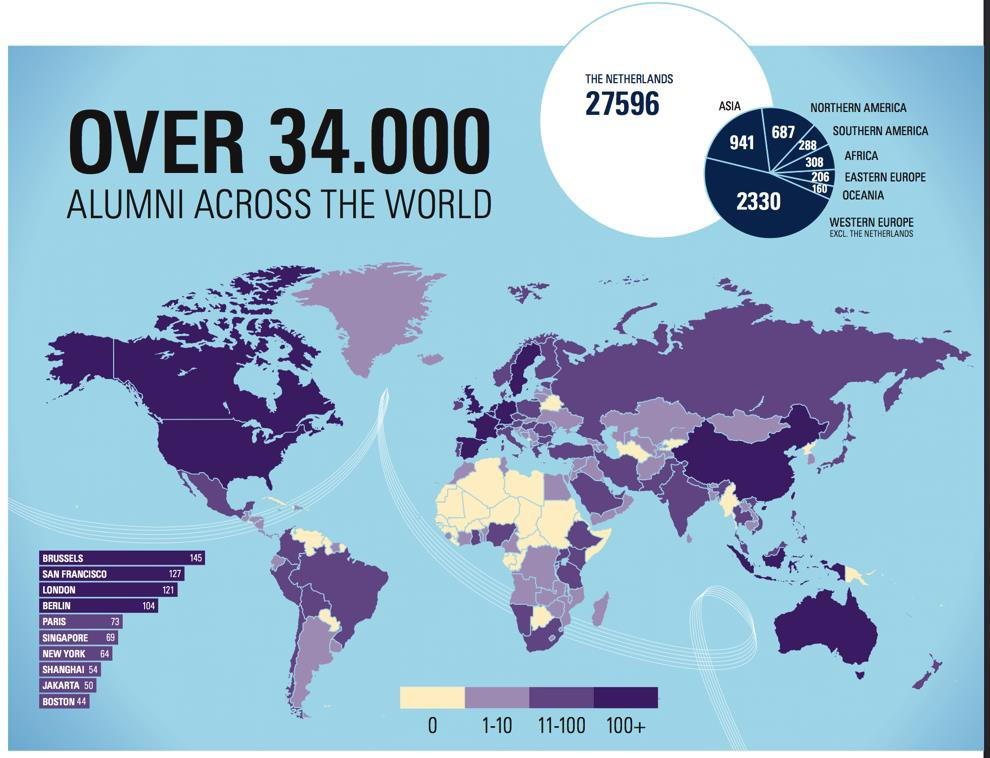 THE NETHERLANDS
27596
ASIA
NORTHERN AMERICA
941
687
SOUTHERN AMERICA
288
AFRICA
308
EASTERN EUROPE
206
OCEANIA
160
2330
WESTERN EUROPE
EXCL. THE NETHERLANDS
OVER 34.000
ALUMNI ACROSS THE WORLD
BRUSSELS 145
SAN FRANCISCO 127
LONDON 121
BERLIN 104
PARIS 73
SINGAPORE 69
NEW YORK 64
SHANGHAI 54
JAKARTA 50
BOSTON 44
0 1-10 11-100 100+